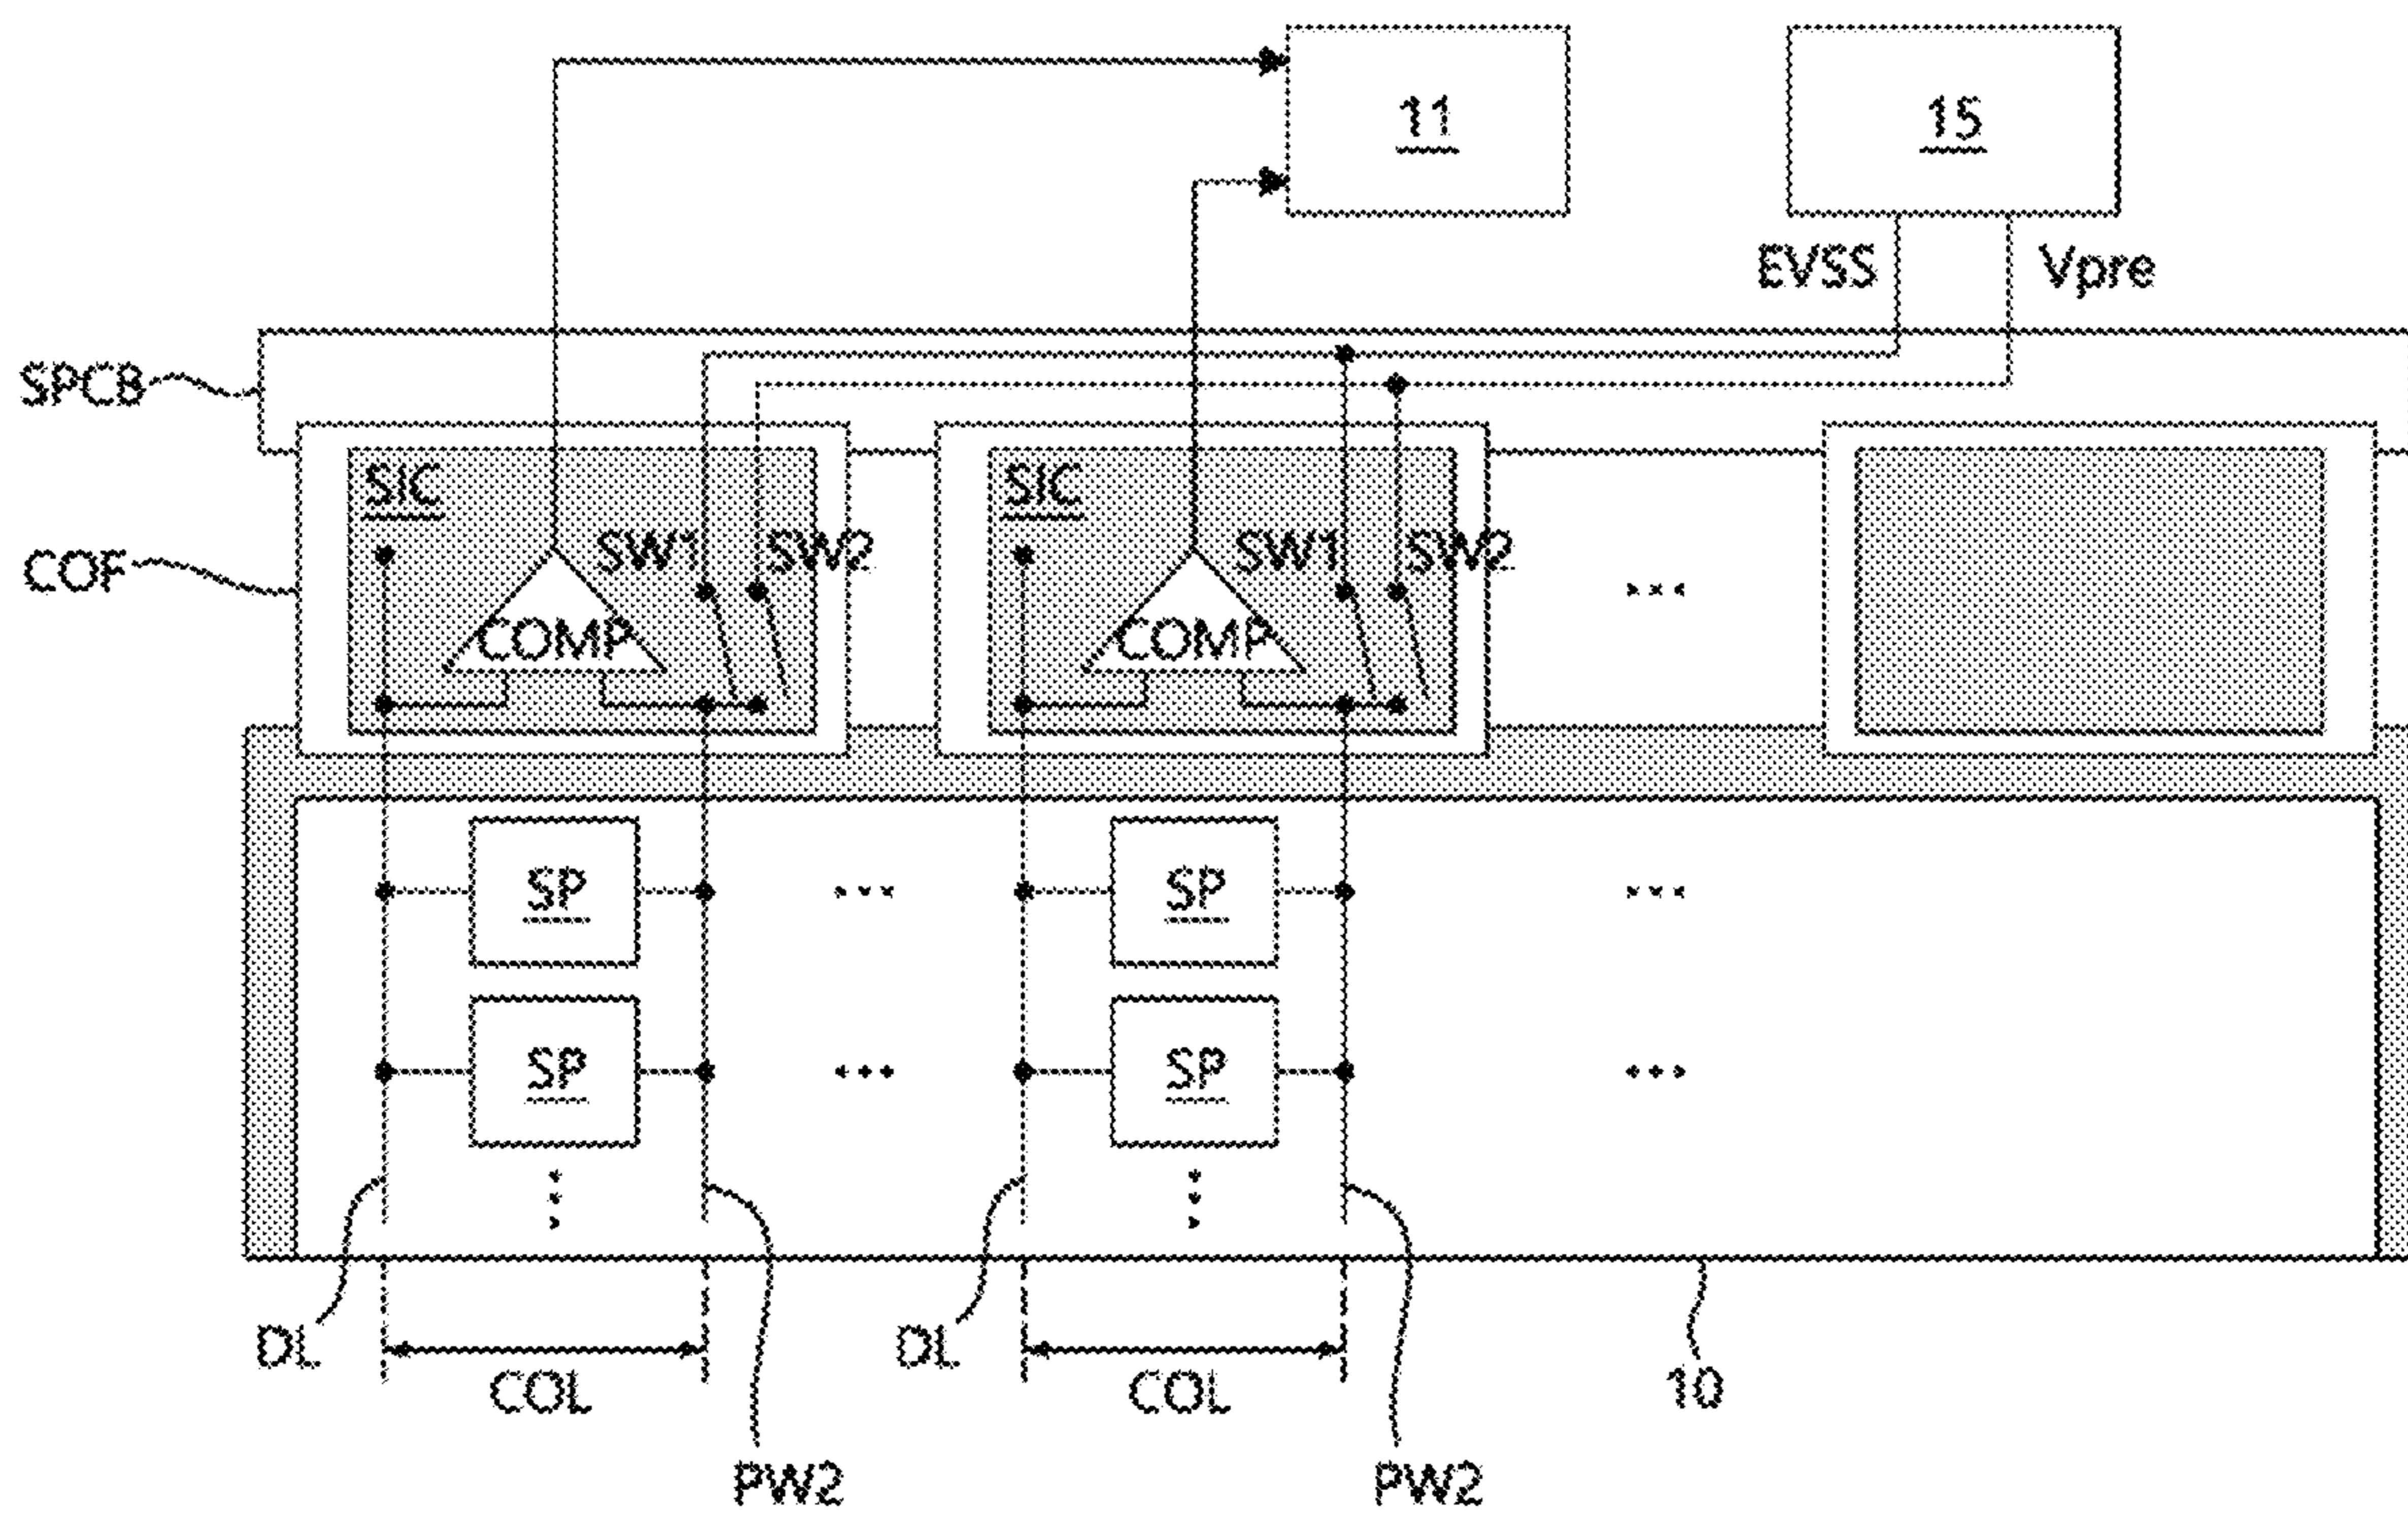 11
15
EVSS
Vpre
SPCB
SIC
SIC
COF
SW1
SW2
SW1
SW2
COMP
COMP
SP
SP
SP
SP
DL
DL
COL
COL
10
PW2
PW2